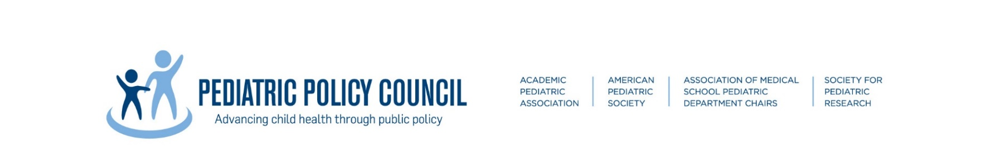 PEDIATRIC POLICY COUNCIL
Advancing child health through public policy
ACADEMIC
PEDIATRIC
ASSOCIATION
AMERICAN
PEDIATRIC
SOCIETY
ASSOCIATION OF MEDICAL
SCHOOL PEDIATRIC
DEPARTMENT CHAIRS
SOCIETY FOR
PEDIATRIC
RESEARCH